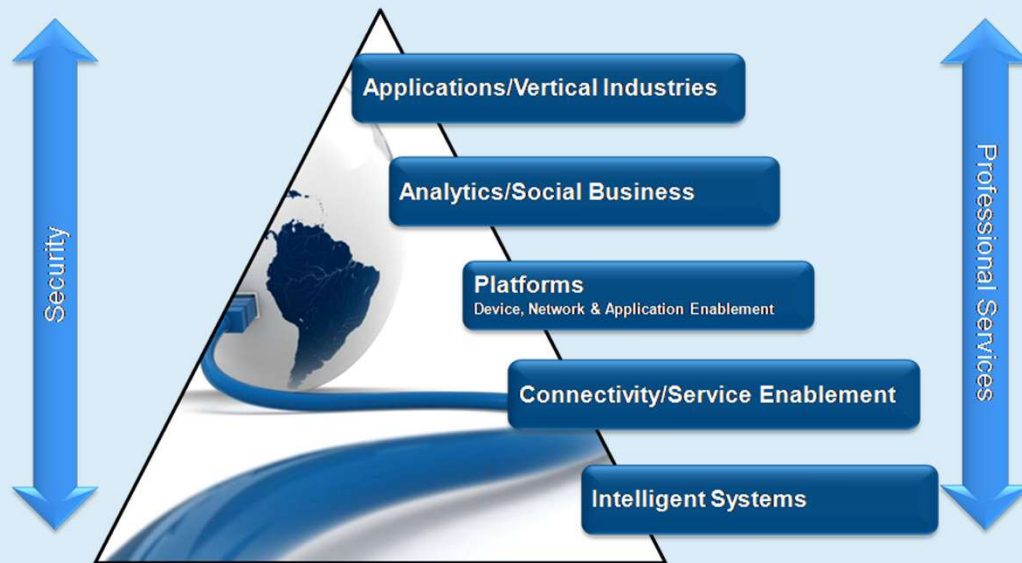 Security
Applications/Vertical Industries
Analytics/Social Business
Platforms
Device, Network & Application Enablement
Connectivity/Service Enablement
Intelligent Systems
Professional Services